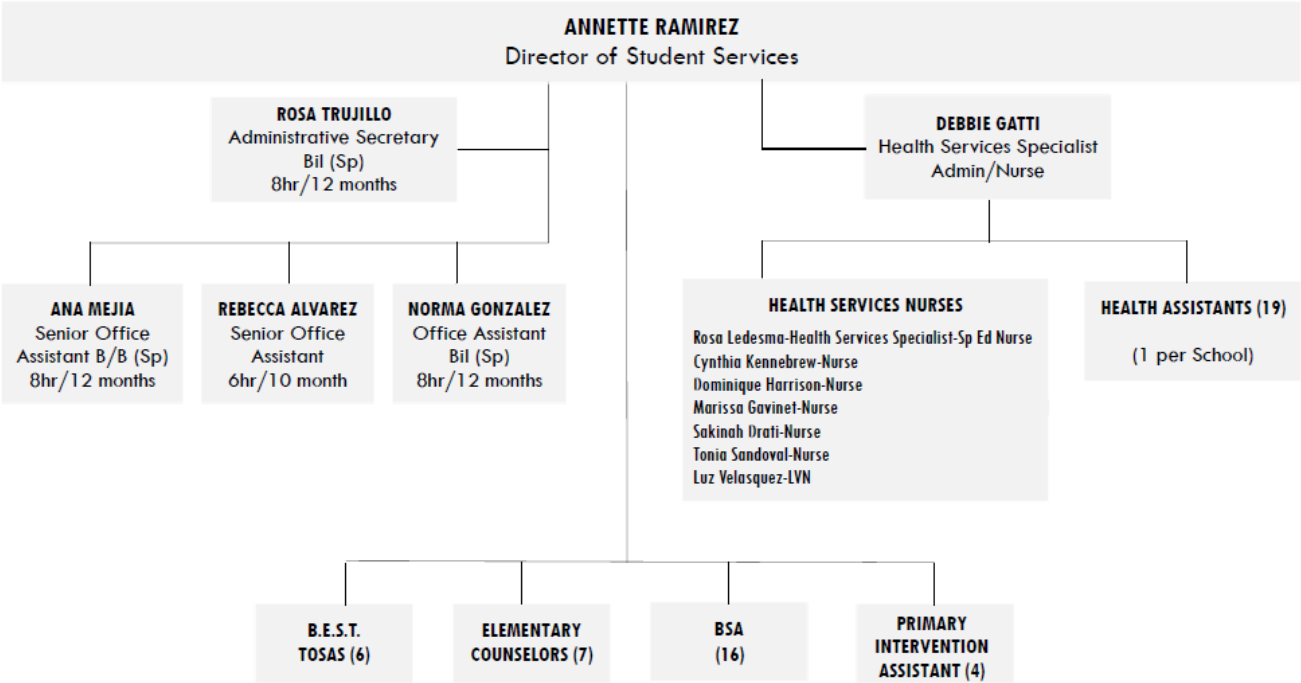 ANNETTE RAMIREZ
Director of Student Services
ROSA TRUJILLO
Administrative Secretary
Bil (Sp)
8hr/12 months
DEBBIE GATTI
Health Services Specialist
Admin/Nurse
ANA MEJIA
Senior Office
Assistant B/B (Sp)
8hr/12 months
REBECCA ALVAREZ
Senior Office
Assistant
6hr/10 month
NORMA GONZALEZ
Office Assistant
Bil (Sp)
8hr/12 months
HEALTH SERVICES NURSES
Rosa Ledesma-Health Services Specialist-Sp Ed Nurse
Cynthia Kennebrew-Nurse
Dominique Harrison-Nurse
Marissa Gavinet-Nurse
Sakinah Drati-Nurse
Tonia Sandoval-Nurse
Luz Velasquez-LVN
HEALTH ASSISTANTS (19)
(1 per School)
B.E.S.T.
TOSAS (6)
ELEMENTARY
COUNSELORS (7)
BSA
(16)
PRIMARY
INTERVENTION
ASSISTANT (4)